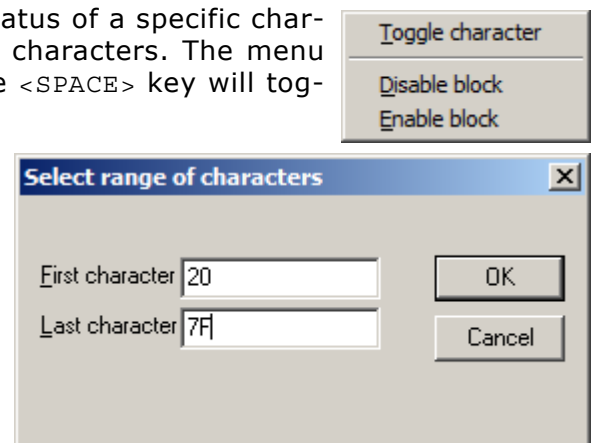 atus of a specific char-
characters. The menu
e <SPACE> key will tog-
Toggle character
Disable block
Enable block
Select range of characters
First character 20
OK
Last character 7F
Cancel